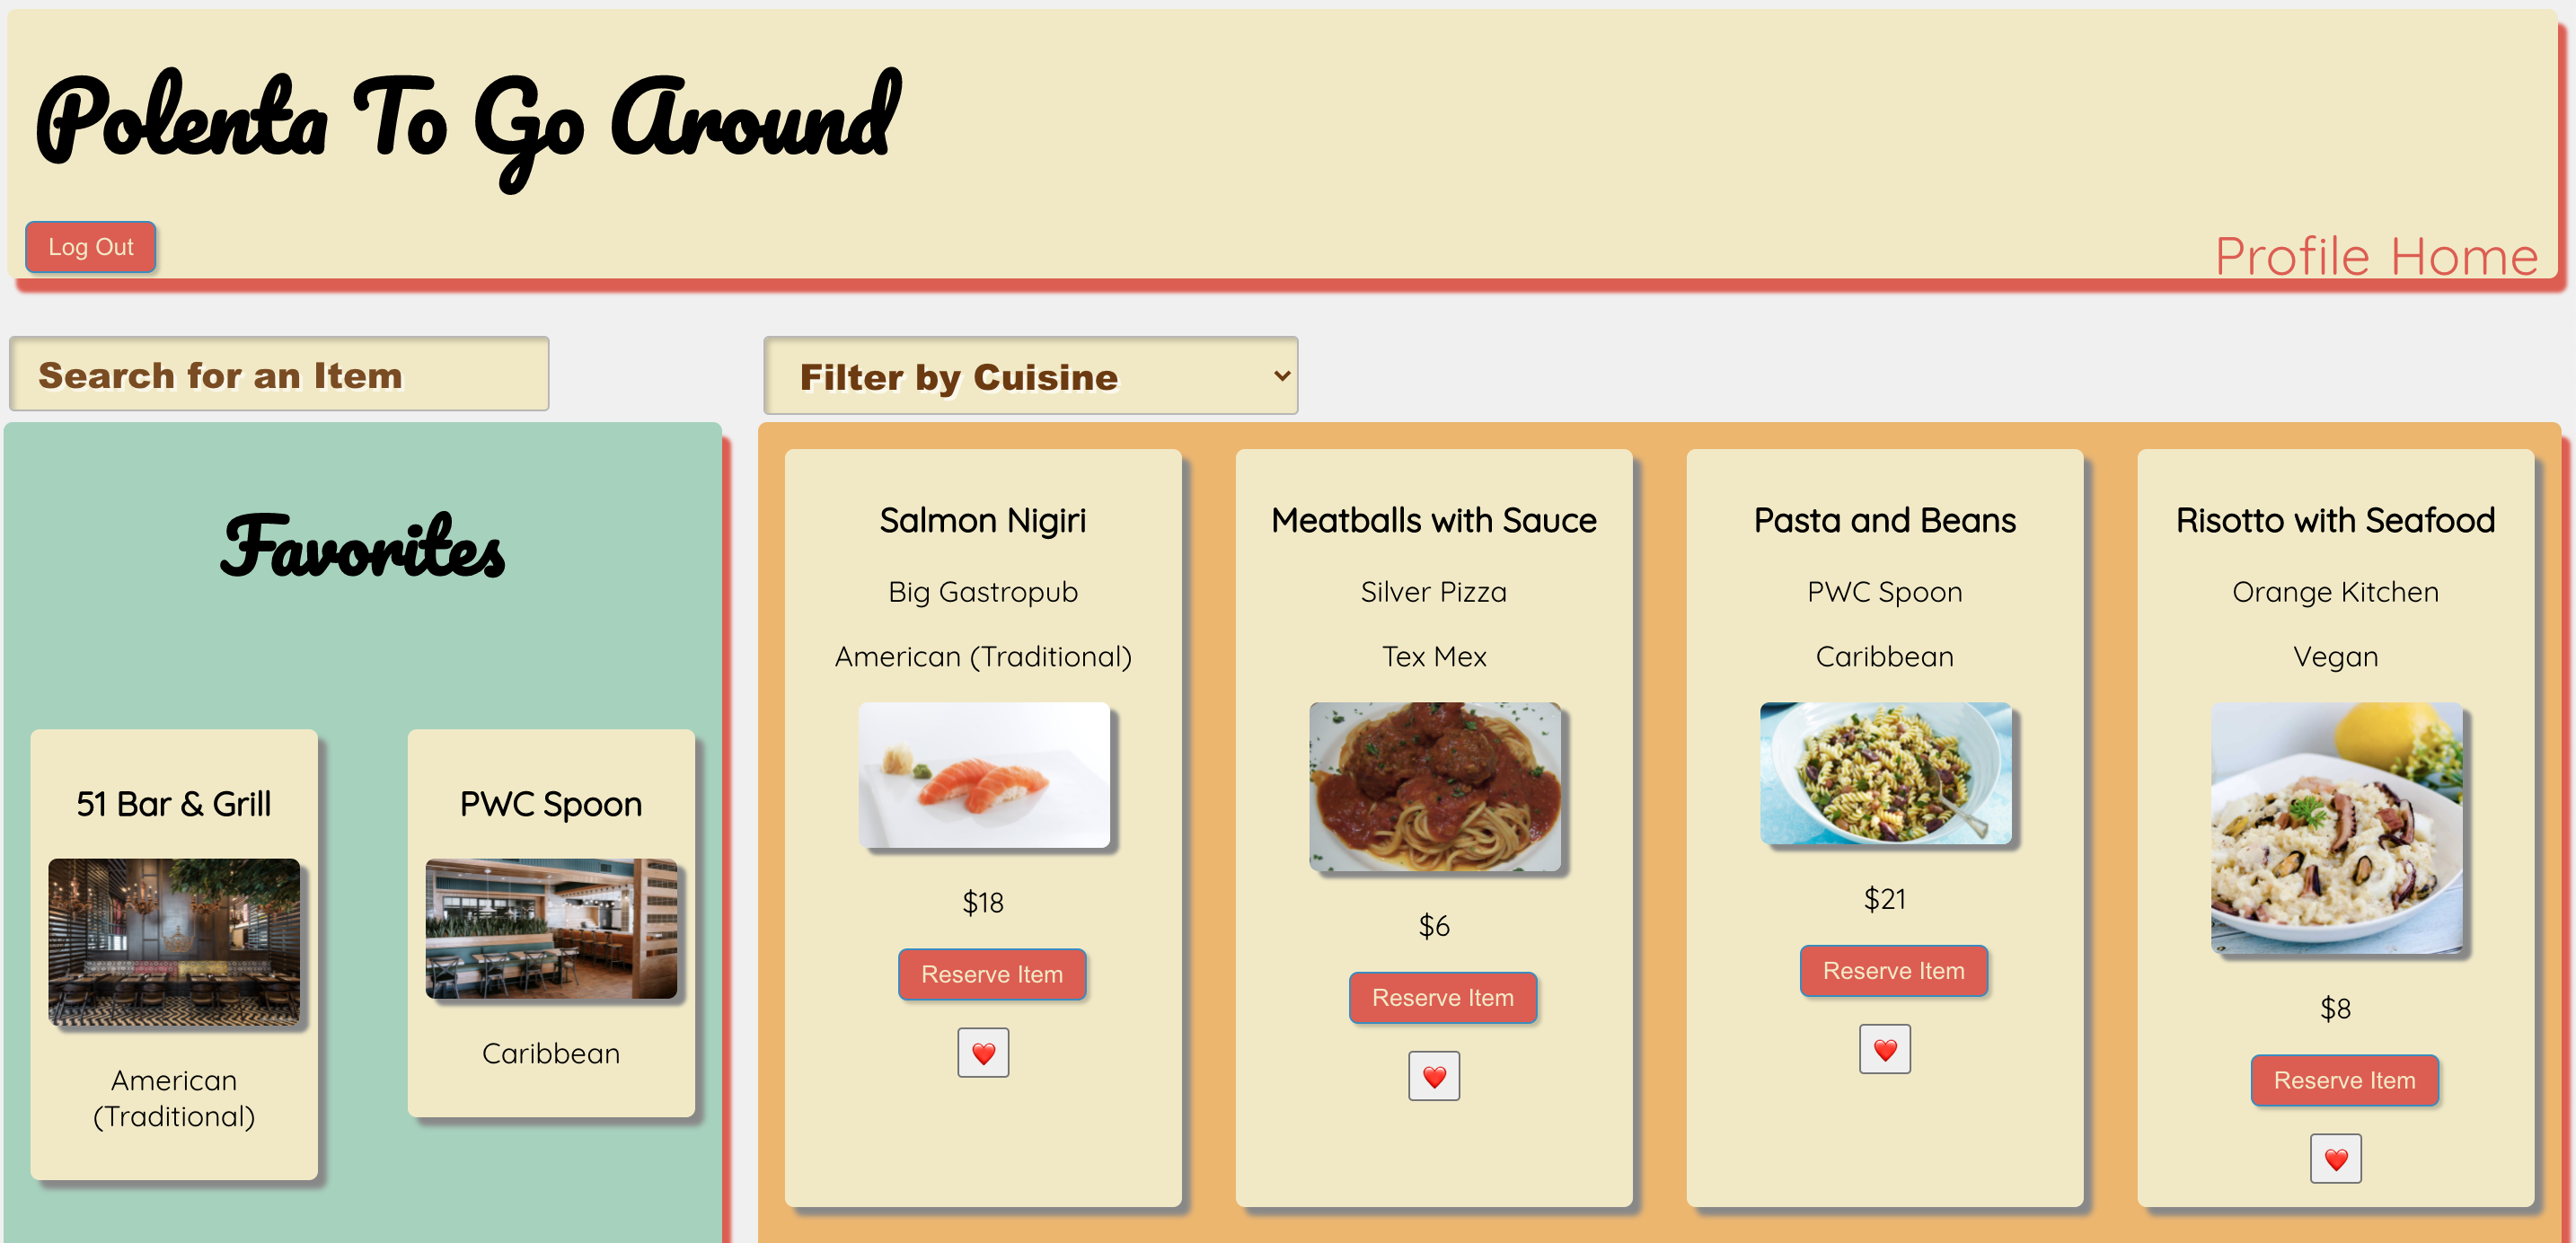 Polenta To Go Around
Log Out
Profile Home
Search for an Item
Filter by Cuisine
Favorites
51 Bar & Grill
American
(Traditional)
PWC Spoon
Caribbean
Salmon Nigiri
Big Gastropub
American (Traditional)
$18
Reserve Item
Meatballs with Sauce
Silver Pizza
Tex Mex
$6
Reserve Item
Pasta and Beans
PWC Spoon
Caribbean
$21
Reserve Item
Risotto with Seafood
Orange Kitchen
Vegan
$8
Reserve Item